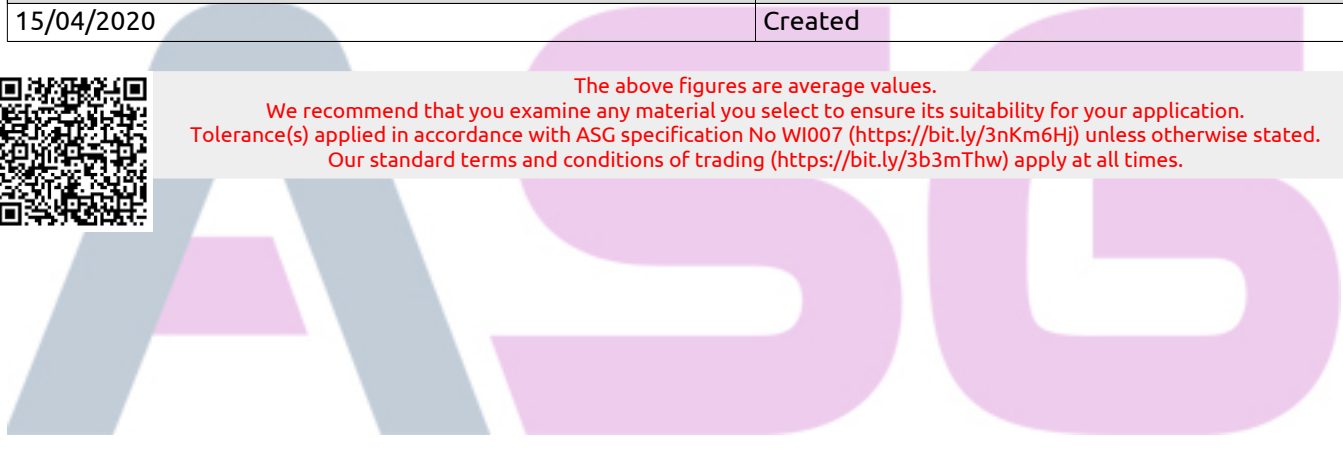 15/04/2020 Created
The above figures are average values.
We recommend that you examine any material you select to ensure its suitability for your application.
Tolerance(s) applied in accordance with ASG specification No WI007 (https://bit.ly/3nKm6Hj) unless otherwise stated.
Our standard terms and conditions of trading (https://bit.ly/3b3mThw) apply at all times.
ASG